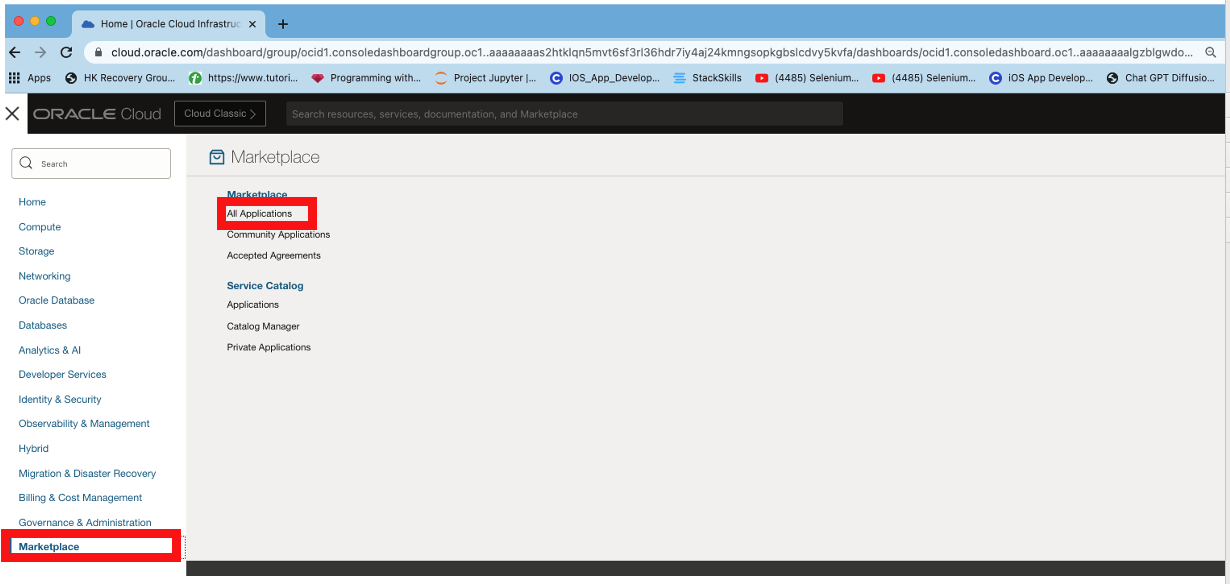 Home | Oracle Cloud Infrastruc
cloud.oracle.com/dashboard/group/ocid1.consoledashboardgroup.oc1..aaaaaaaas2htklqn5mvt6sf3rl36hdr7iy4aj24kmngsopkgbslcdvy5kvfa/dashboards/ocid1.consoledashboard.oc1..aaaaaaaalgzblgwdo...
Apps HK Recovery Grou... https://www.tutori... Programming with... Project Jupyter |... IOS_App_Develop... StackSkills (4485) Selenium... (4485) Selenium... iOS App Develop... Chat GPT Diffusio...
ORACLE Cloud Cloud Classic > Search resources, services, documentation, and Marketplace
Search
Home
Compute
Storage
Networking
Oracle Database
Databases
Analytics & AI
Developer Services
Identity & Security
Observability & Management
Hybrid
Migration & Disaster Recovery
Billing & Cost Management
Governance & Administration
Marketplace
Marketplace
Marketplace
All Applications
Community Applications
Accepted Agreements
Service Catalog
Applications
Catalog Manager
Private Applications